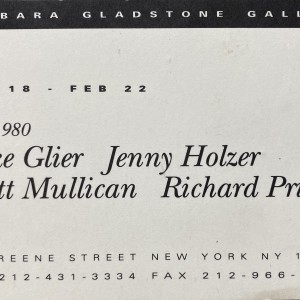 BARA GLADSTONE GALL
18 - FEB 22
980
ke Glier Jenny Holzer
tt Mullican Richard Pri
REENE STREET NEW YORK NY 1
212-431-3334 FAX 212-966-